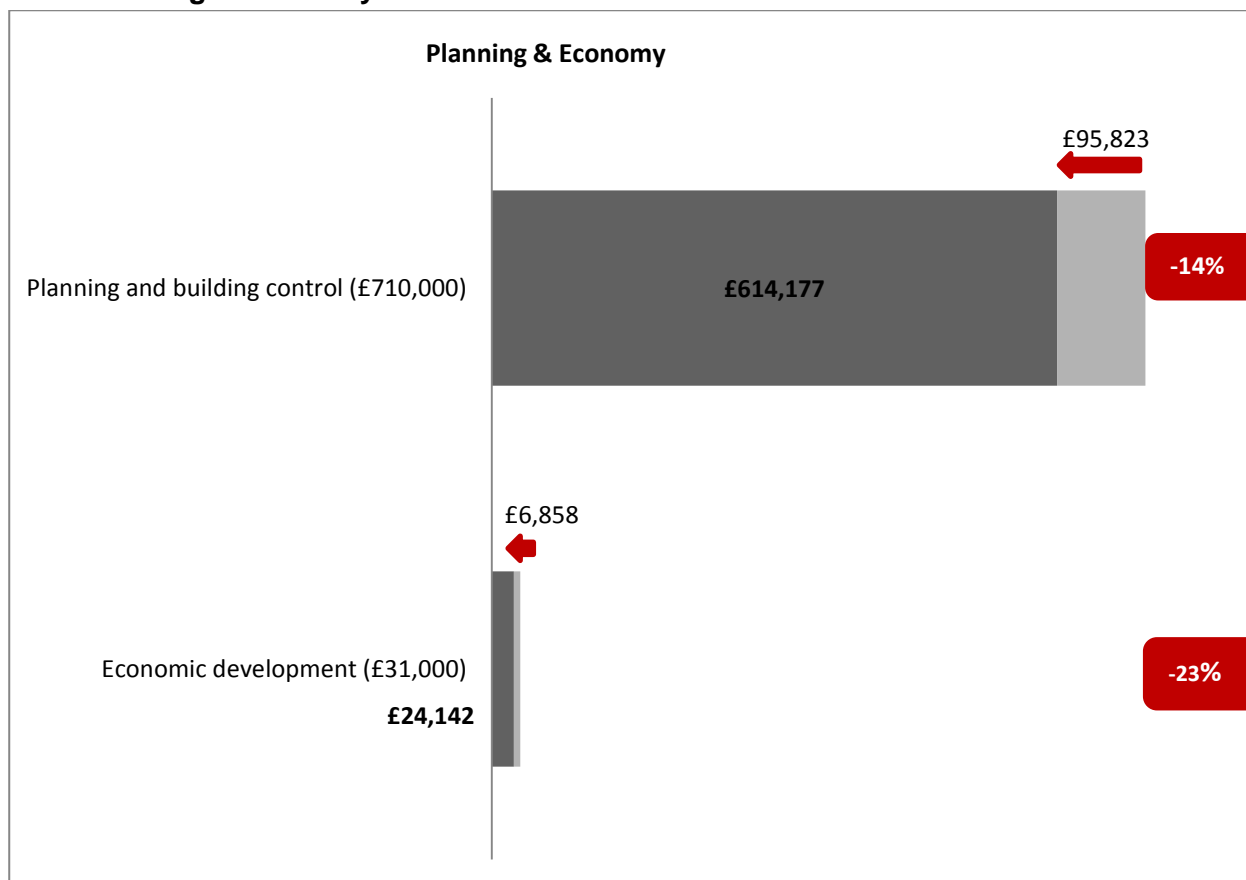 Planning & Economy
£95,823
-14%
Planning and building control (£710,000)
£614,177
£6,858
Economic development (£31,000)
-23%
£24,142